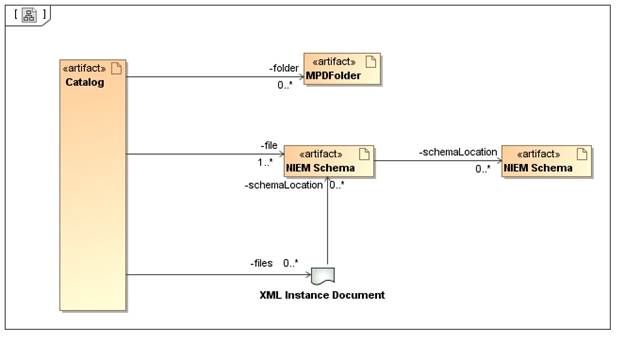 [ ]
«artifact»
Catalog
-folder
0..*
«artifact»
MPDFolder
-file
1..*
«artifact»
NIEM Schema
-schemaLocation
0..*
«artifact»
NIEM Schema
-schemaLocation 0..*
-files 0..*
XML Instance Document